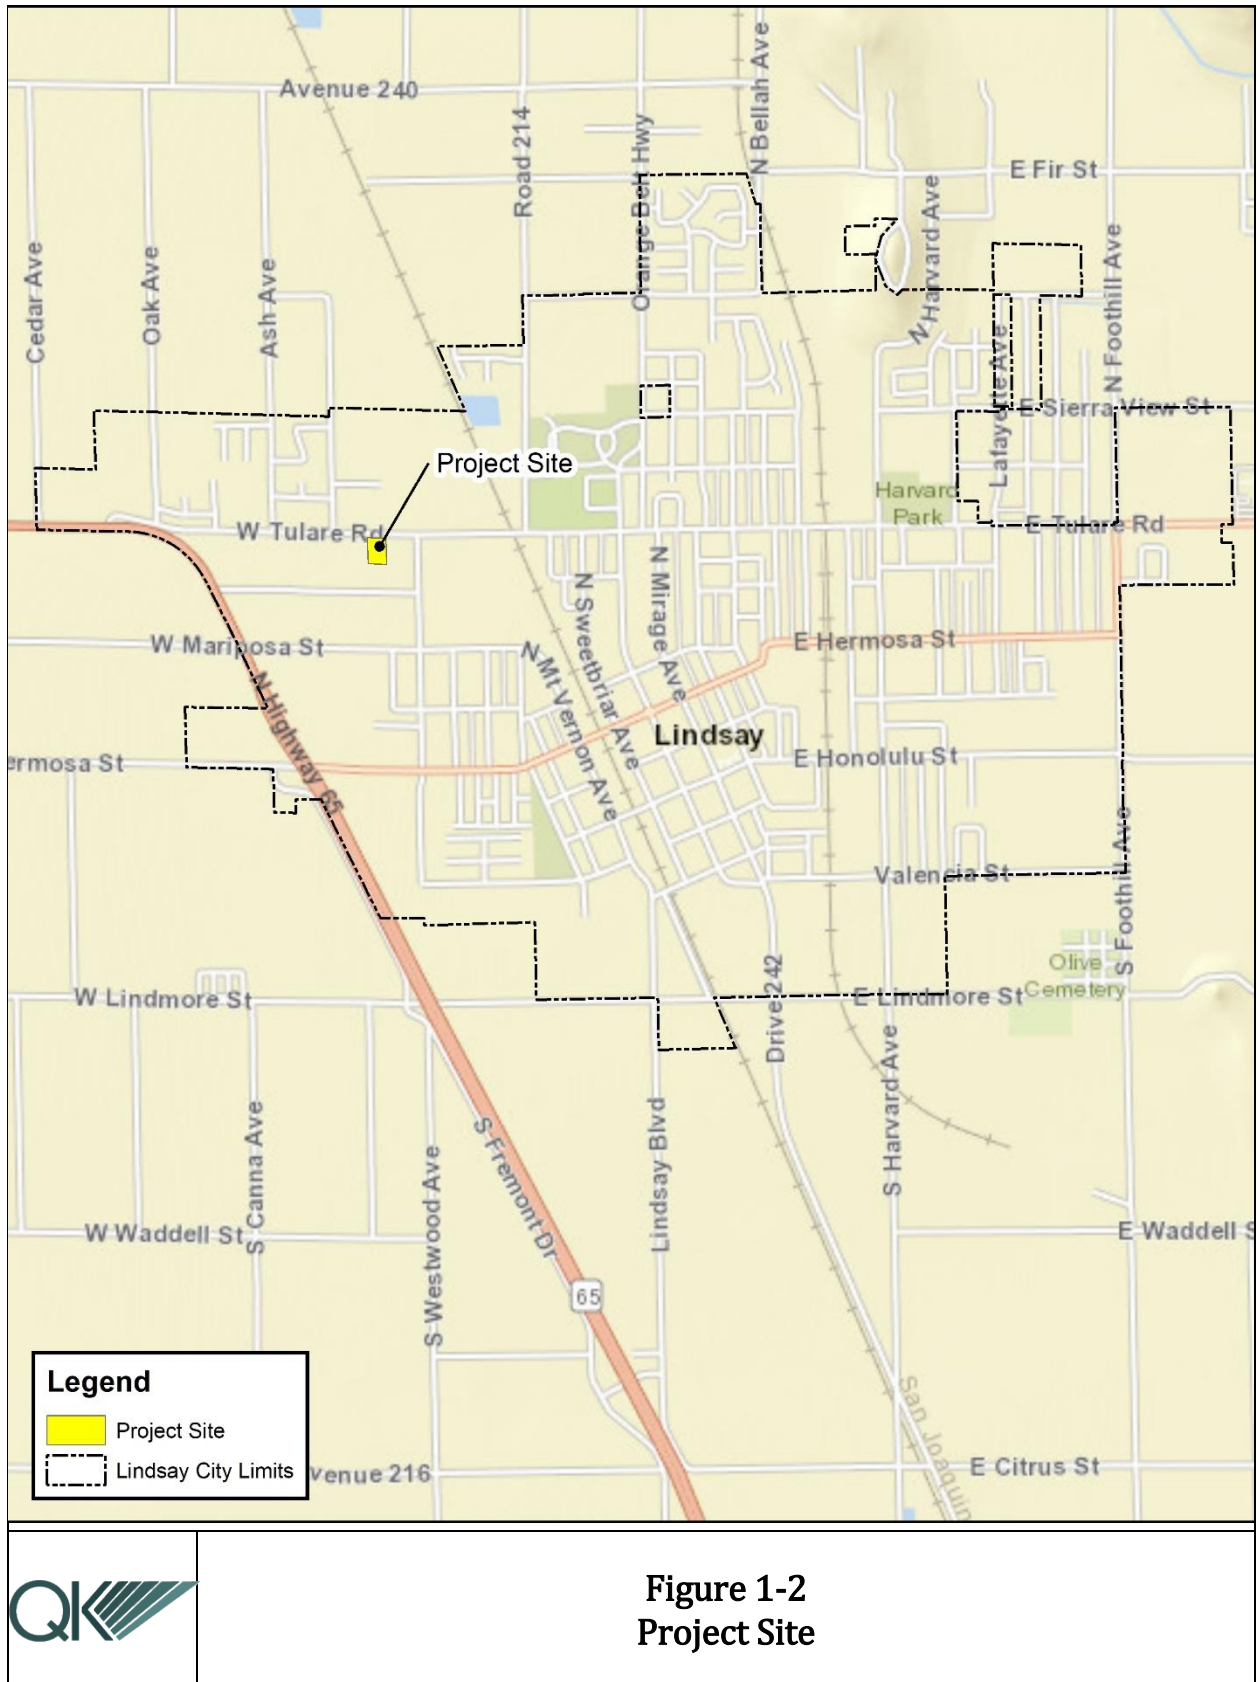 Avenue 240
N Bellah Ave
Road 214
Orange Belt Hwy
E Fir St
N Harvard Ave
N Foothill Ave
Cedar Ave
Oak Ave
Ash Ave
Lafayette Ave
E Sierra View St
Project Site
Harvard
Park
W Tulare Rd
E Tulare Rd
N Sweetbriar Ave
N Mirage Ave
N Mt Vernon Ave
W Mariposa St
E Hermosa St
N Highway 65
Lindsay
ermosa St
E Honolulu St
Valencia St
S Foothill Ave
Olive
Cemetery
W Lindmore St
E Lindmore St
Drive 242
S Harvard Ave
S Canna Ave
S Westwood Ave
S Fremont Dr
Lindsay Blvd
W Waddell St
E Waddell S
65
San Joaquin
Legend
Project Site
Lindsay City Limits
venue 216
E Citrus St
QK
Figure 1-2
Project Site